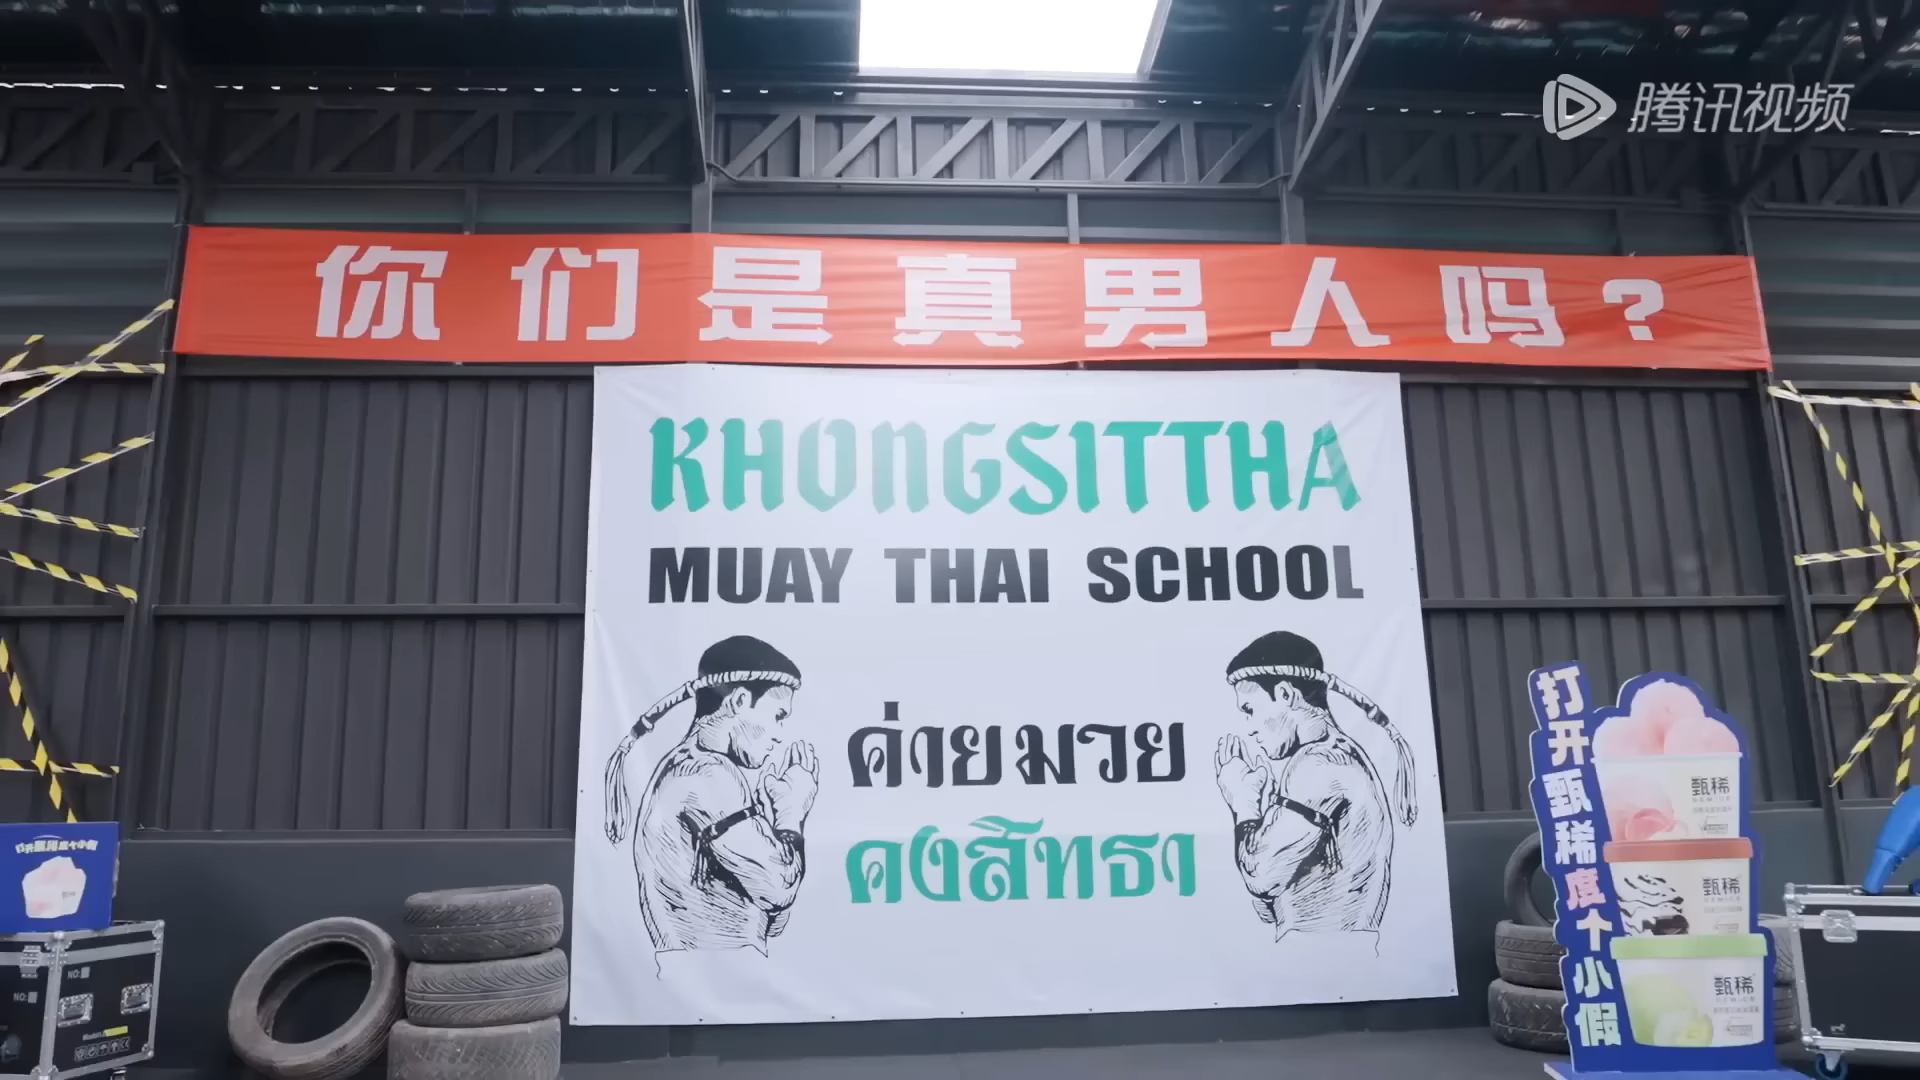 腾讯视频
你们是真男人吗?
KHONGSITTHA
MUAY THAI SCHOOL
ค่ายมวย
คงสิทธา
打开甄稀度个小假
甄稀
甄稀
甄稀
NO:
NO: